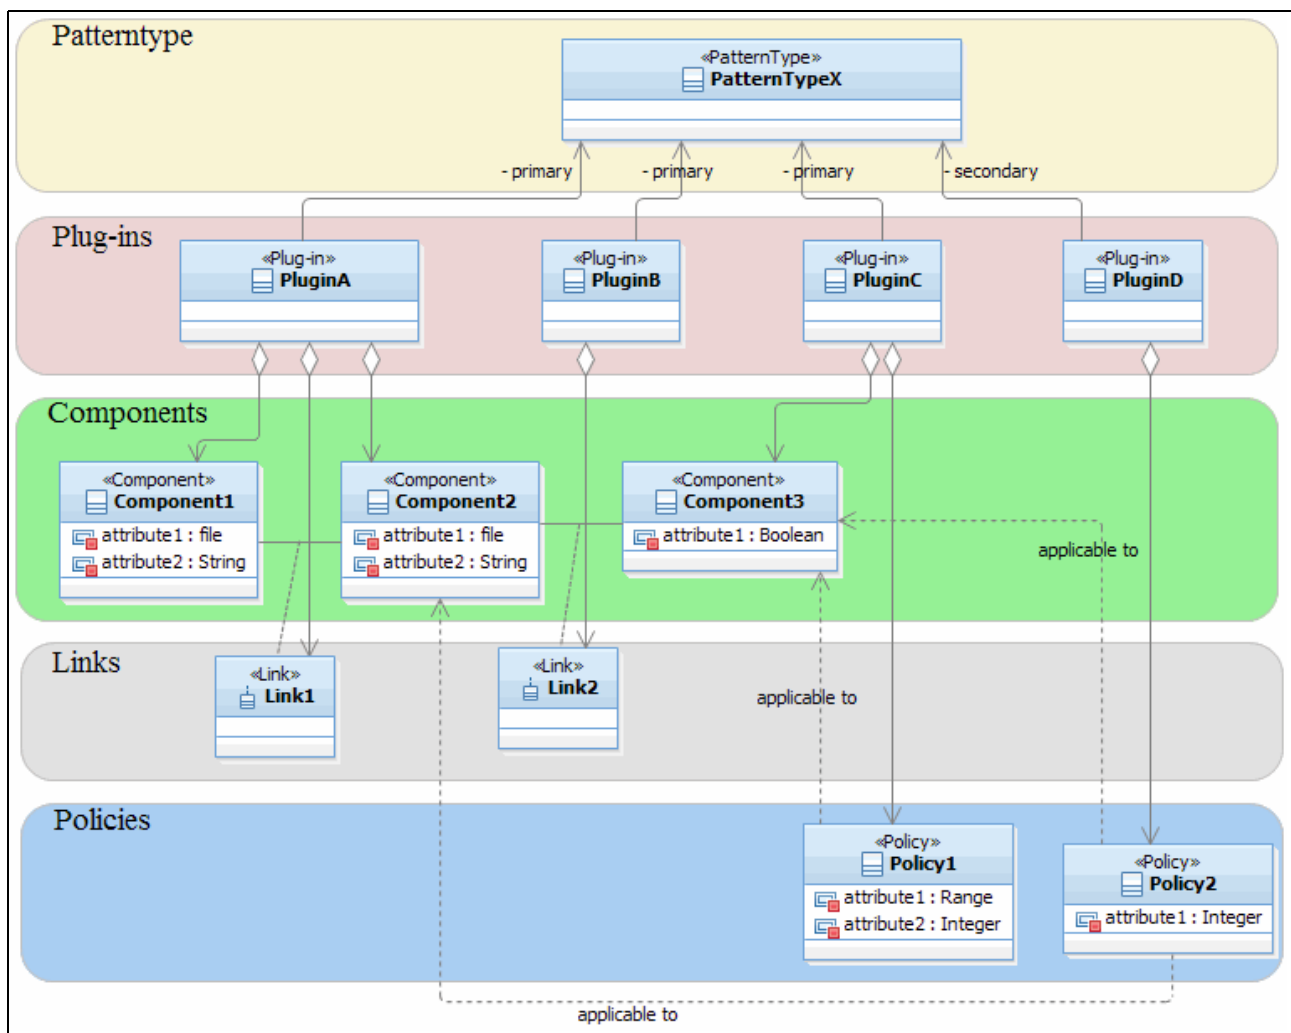 Patterntype
«PatternType»
PatternTypeX
- primary
- primary
- primary
- secondary
Plug-ins
«Plug-in»
PluginA
«Plug-in»
PluginB
«Plug-in»
PluginC
«Plug-in»
PluginD
Components
«Component»
Component1
attribute1 : file
attribute2 : String
«Component»
Component2
attribute1 : file
attribute2 : String
«Component»
Component3
attribute1 : Boolean
applicable to
Links
«Link»
Link1
«Link»
Link2
applicable to
Policies
«Policy»
Policy1
attribute1 : Range
attribute2 : Integer
«Policy»
Policy2
attribute1 : Integer
applicable to